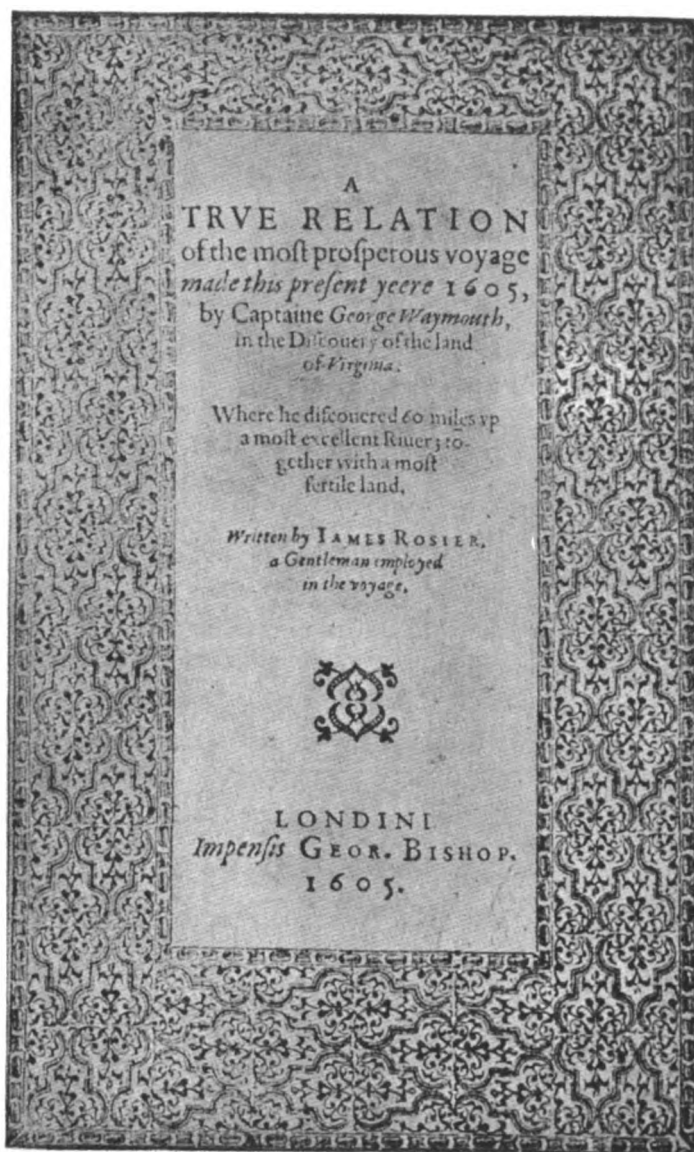 A
TRVE RELATION
of the moſt proſperous voyage
made this preſent yeere 1605,
by Captaine George Waymouth,
in the Diſcouery of the land
of Virginia.
Where he diſcouered 60 miles vp
a moſt excellent Riuer; to-
gether with a moſt
fertile land.
Written by IAMES ROSIER,
a Gentleman employed
in the voyage.
LONDINI
Impenſis GEOR. BISHOP.
1605.